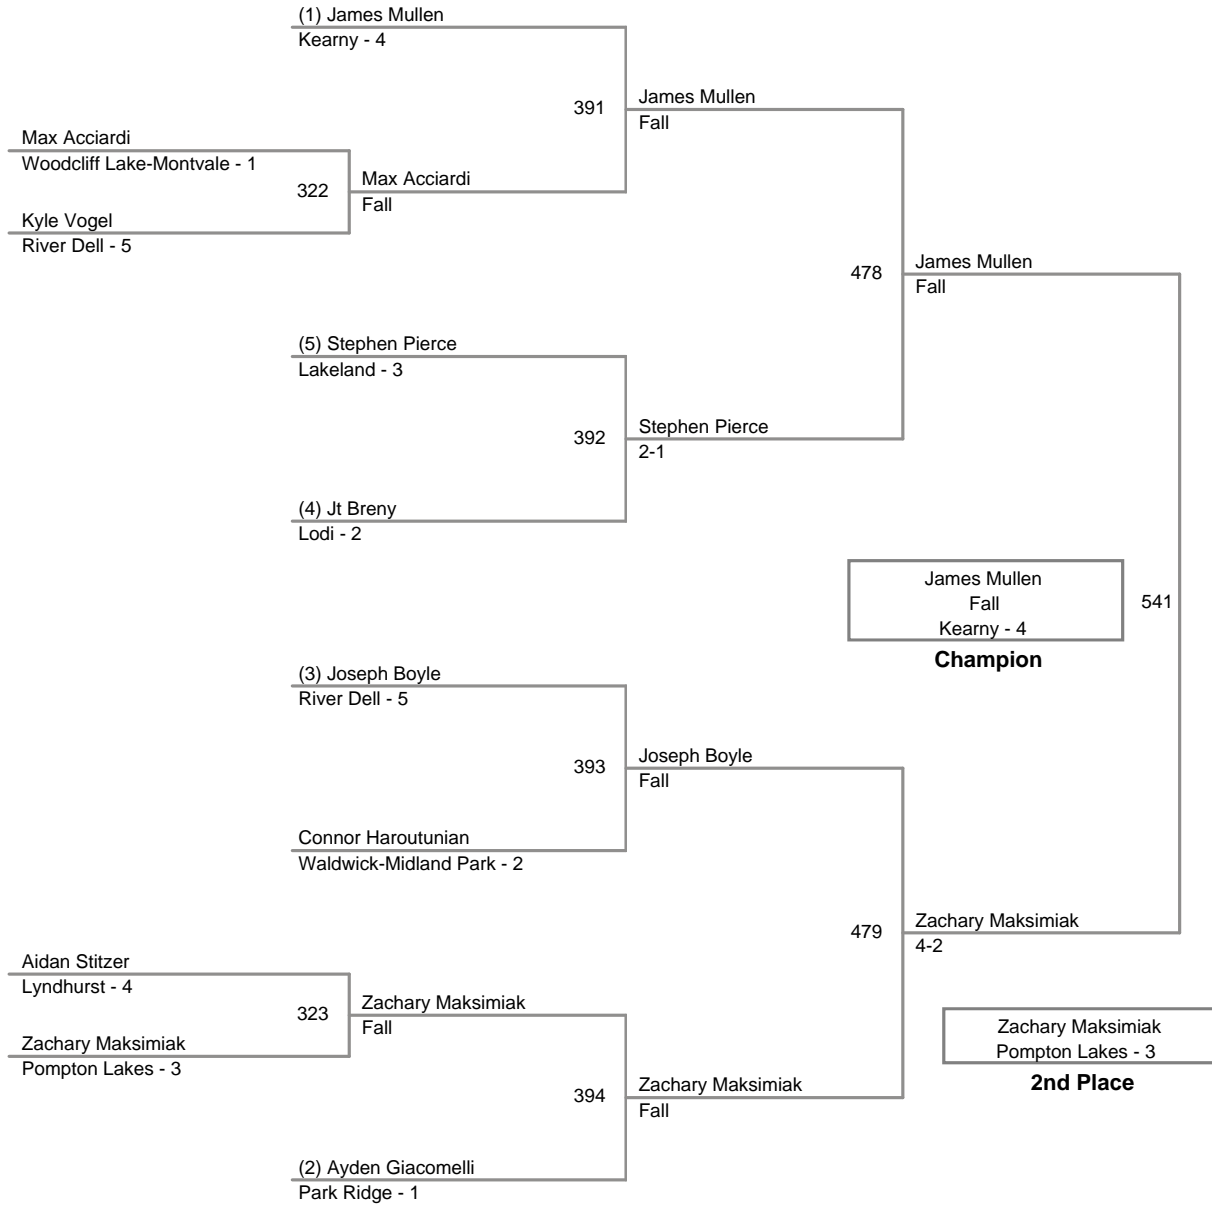 (1) James Mullen
Kearny - 4
391
James Mullen
Fall
Max Acciardi
Woodcliff Lake-Montvale - 1
322
Max Acciardi
Fall
Kyle Vogel
River Dell - 5
478
James Mullen
Fall
(5) Stephen Pierce
Lakeland - 3
392
Stephen Pierce
2-1
(4) Jt Breny
Lodi - 2
James Mullen
Fall
Kearny - 4
Champion
541
(3) Joseph Boyle
River Dell - 5
393
Joseph Boyle
Fall
Connor Haroutunian
Waldwick-Midland Park - 2
479
Zachary Maksimiak
4-2
Aidan Stitzer
Lyndhurst - 4
323
Zachary Maksimiak
Fall
Zachary Maksimiak
Pompton Lakes - 3
Zachary Maksimiak
Pompton Lakes - 3
2nd Place
394
Zachary Maksimiak
Fall
(2) Ayden Giacomelli
Park Ridge - 1